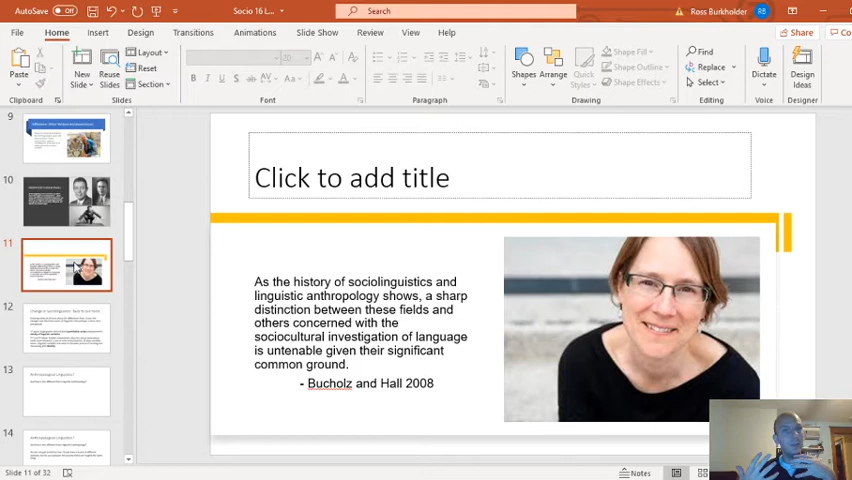 AutoSave Off Socio 16 L... Search Ross Burkholder RB
File Home Insert Design Transitions Animations Slide Show Review View Help Share Co
Paste New Slide Reuse Slides Layout Reset Section 20 B I U S Shapes Arrange Quick Styles Shape Fill Shape Outline Shape Effects Find Replace Select Dictate Design Ideas
Clipboard Slides Font Paragraph Drawing Editing Voice Designer
9
10
11
12
13
14
Click to add title
As the history of sociolinguistics and
linguistic anthropology shows, a sharp
distinction between these fields and
others concerned with the
sociocultural investigation of language
is untenable given their significant
common ground.
- Bucholz and Hall 2008
Slide 11 of 32 Notes